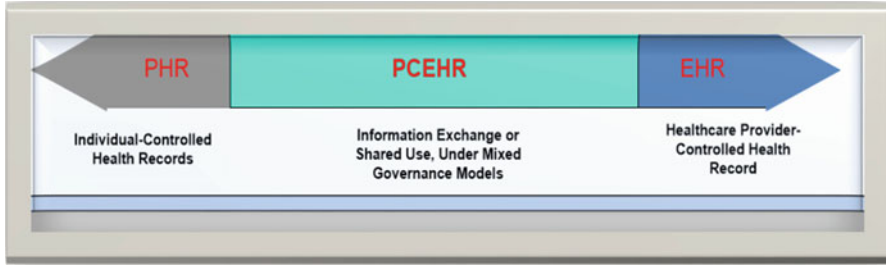 PHR
PCEHR
EHR
Individual-Controlled
Health Records
Information Exchange or
Shared Use, Under Mixed
Governance Models
Healthcare Provider-
Controlled Health
Record